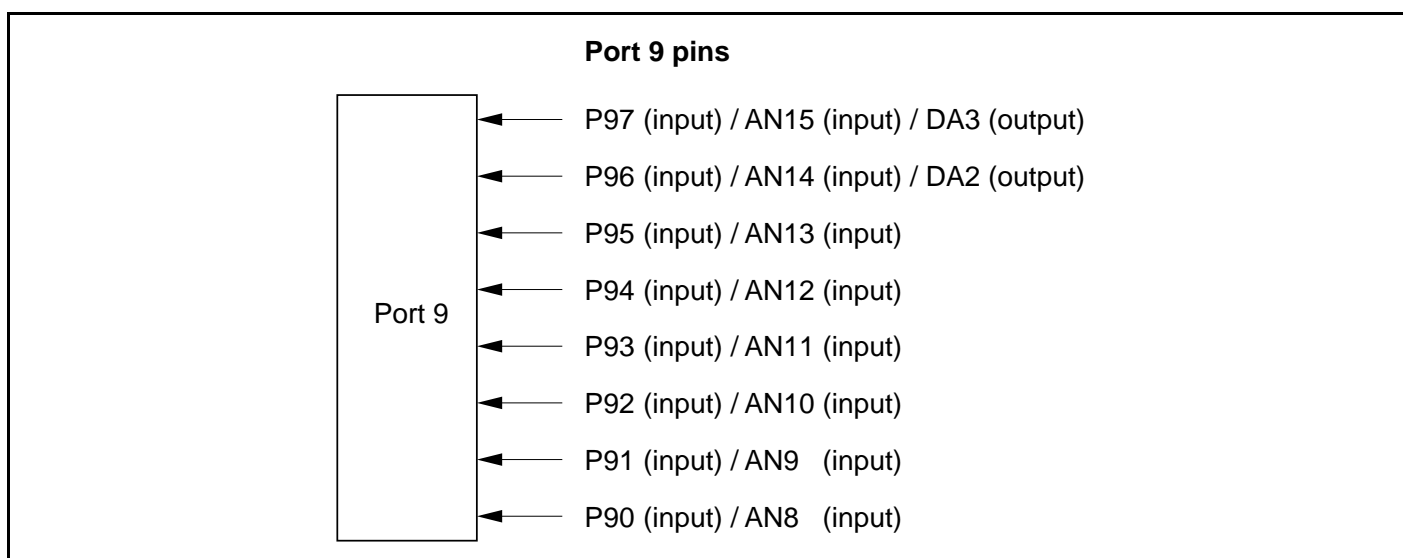 Port 9 pins
P97 (input) / AN15 (input) / DA3 (output)
P96 (input) / AN14 (input) / DA2 (output)
P95 (input) / AN13 (input)
P94 (input) / AN12 (input)
Port 9
P93 (input) / AN11 (input)
P92 (input) / AN10 (input)
P91 (input) / AN9 (input)
P90 (input) / AN8 (input)